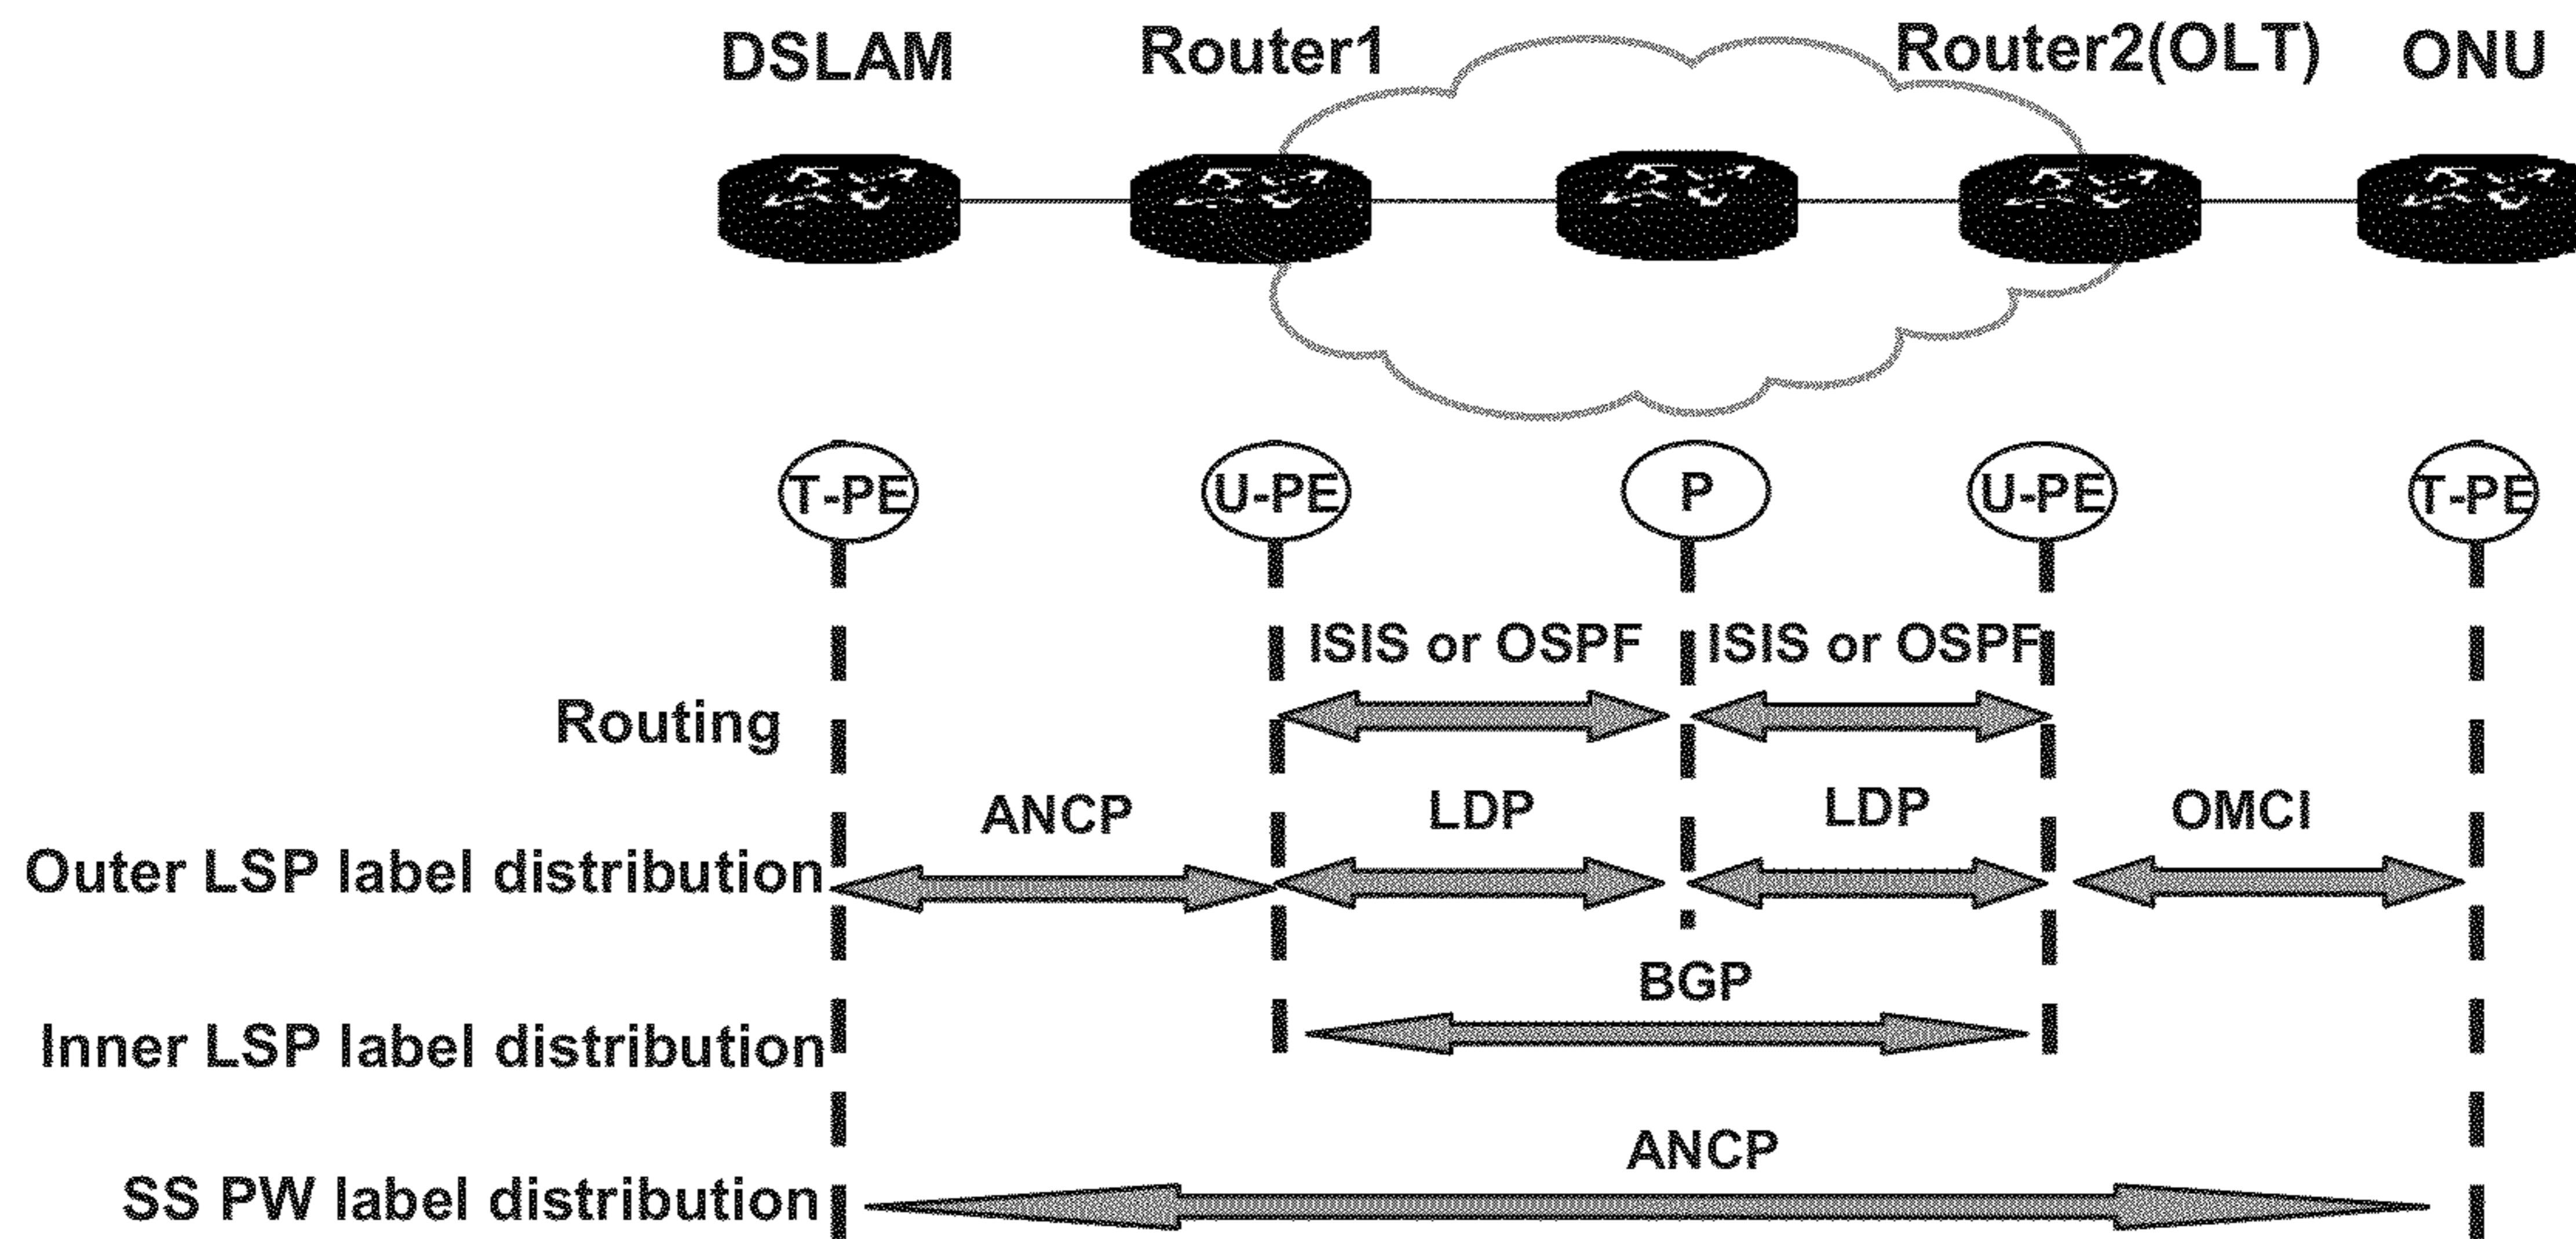 DSLAM Router1 Router2(OLT) ONU
T-PE U-PE P U-PE T-PE
ISIS or OSPF ISIS or OSPF
Routing
ANCP LDP LDP OMCI
Outer LSP label distribution
BGP
Inner LSP label distribution
ANCP
SS PW label distribution